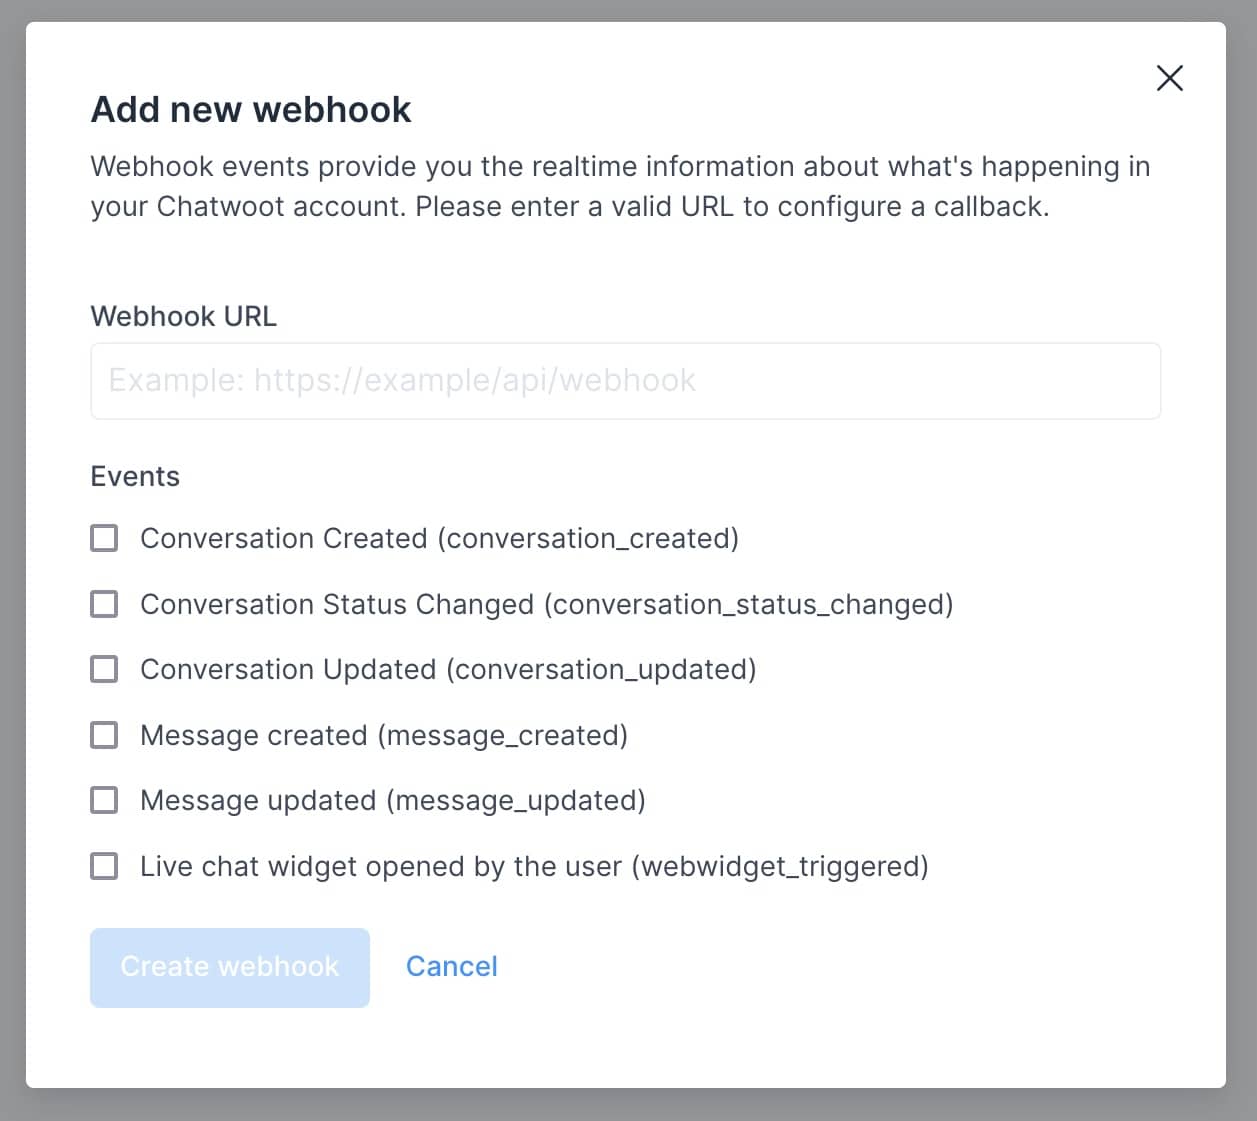 Add new webhook
Webhook events provide you the realtime information about what's happening in
your Chatwoot account. Please enter a valid URL to configure a callback.
Webhook URL
Example: https://example/api/webhook
Events
Conversation Created (conversation_created)
Conversation Status Changed (conversation_status_changed)
Conversation Updated (conversation_updated)
Message created (message_created)
Message updated (message_updated)
Live chat widget opened by the user (webwidget_triggered)
Create webhook Cancel